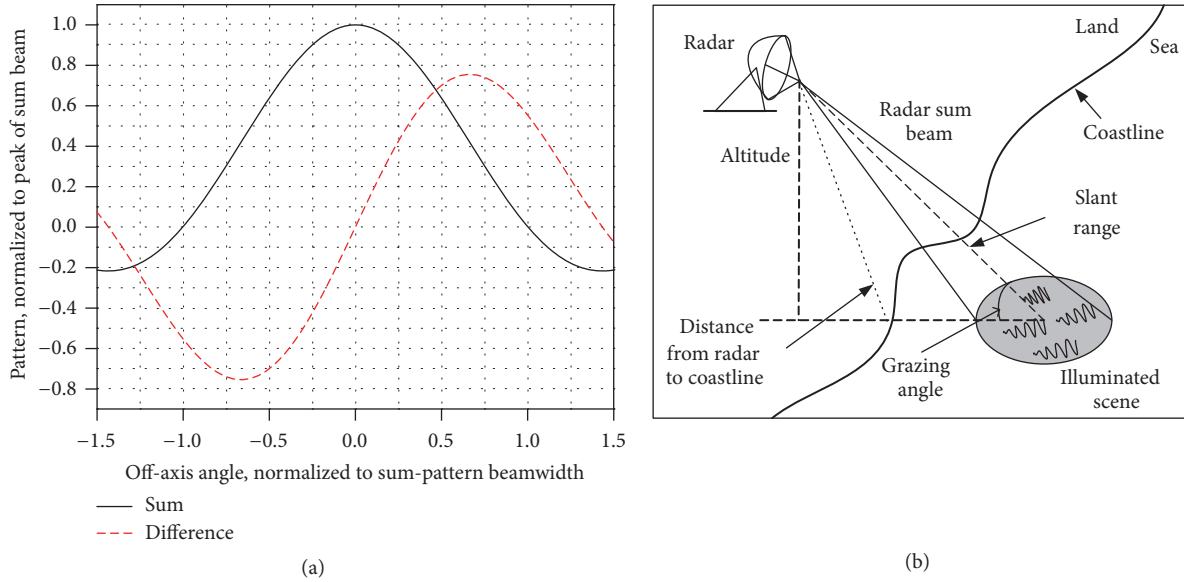 1.0
0.8
0.6
0.4
0.2
0.0
−0.2
−0.4
−0.6
−0.8
Pattern, normalized to peak of sum beam
−1.5 −1.0 −0.5 0.0 0.5 1.0 1.5
Off-axis angle, normalized to sum-pattern beamwidth
Sum
Difference
(a)
Radar
Land
Sea
Radar sum
beam
Coastline
Altitude
Slant
range
Distance
from radar
to coastline
Grazing
angle
Illuminated
scene
(b)